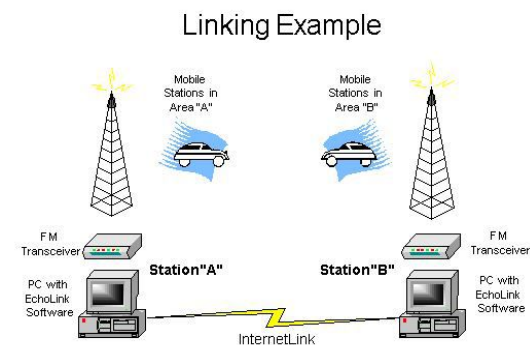 Linking Example
Mobile
Stations in
Area "A"
Mobile
Stations in
Area "B"
FM
Transceiver
Station"A"
PC with
EchoLink
Software
Station"B"
FM
Transceiver
PC with
EchoLink
Software
InternetLink